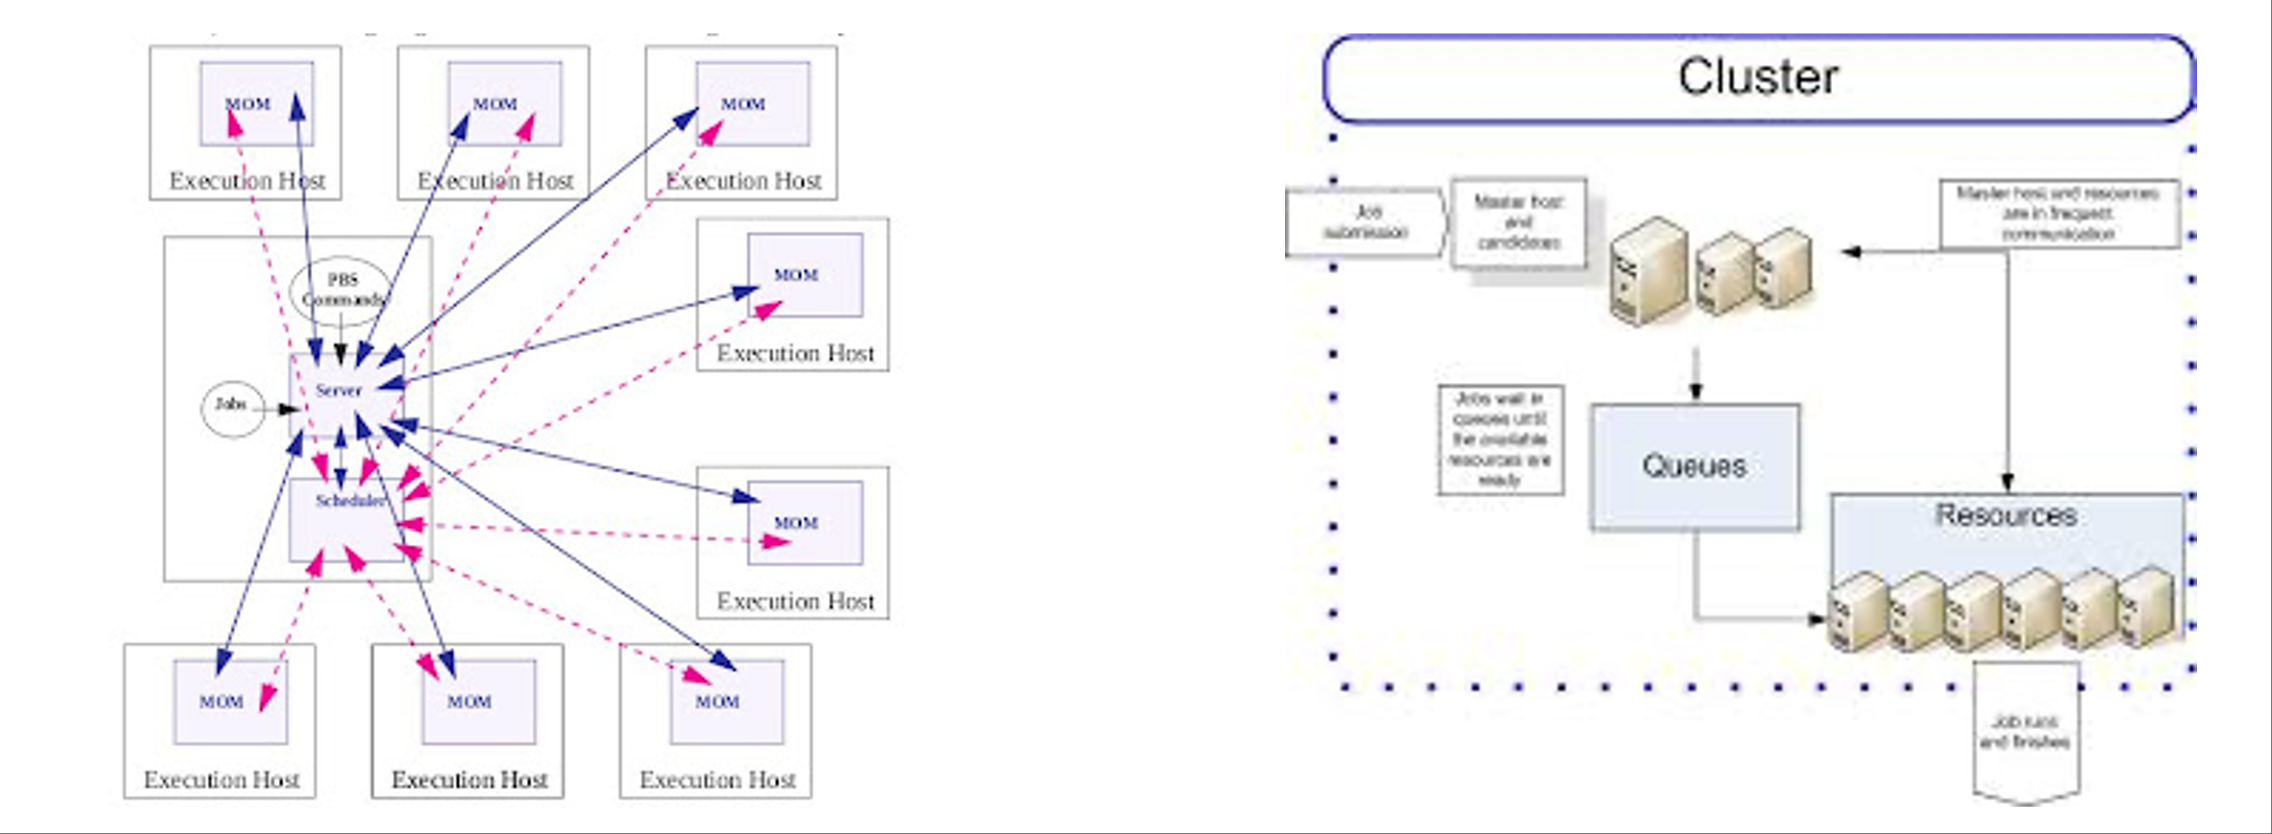 MOM
Execution Host
MOM
Execution Host
MOM
Execution Host
MOM
Execution Host
PBS
Commands
Server
Jobs
Scheduler
MOM
Execution Host
MOM
Execution Host
MOM
Execution Host
MOM
Execution Host
Cluster
Job
submission
Master host
and
candidates
Master host and resources
are in frequent
communication
Jobs wait in
queues until
the available
resources are
ready
Queues
Resources
Job runs
and finishes